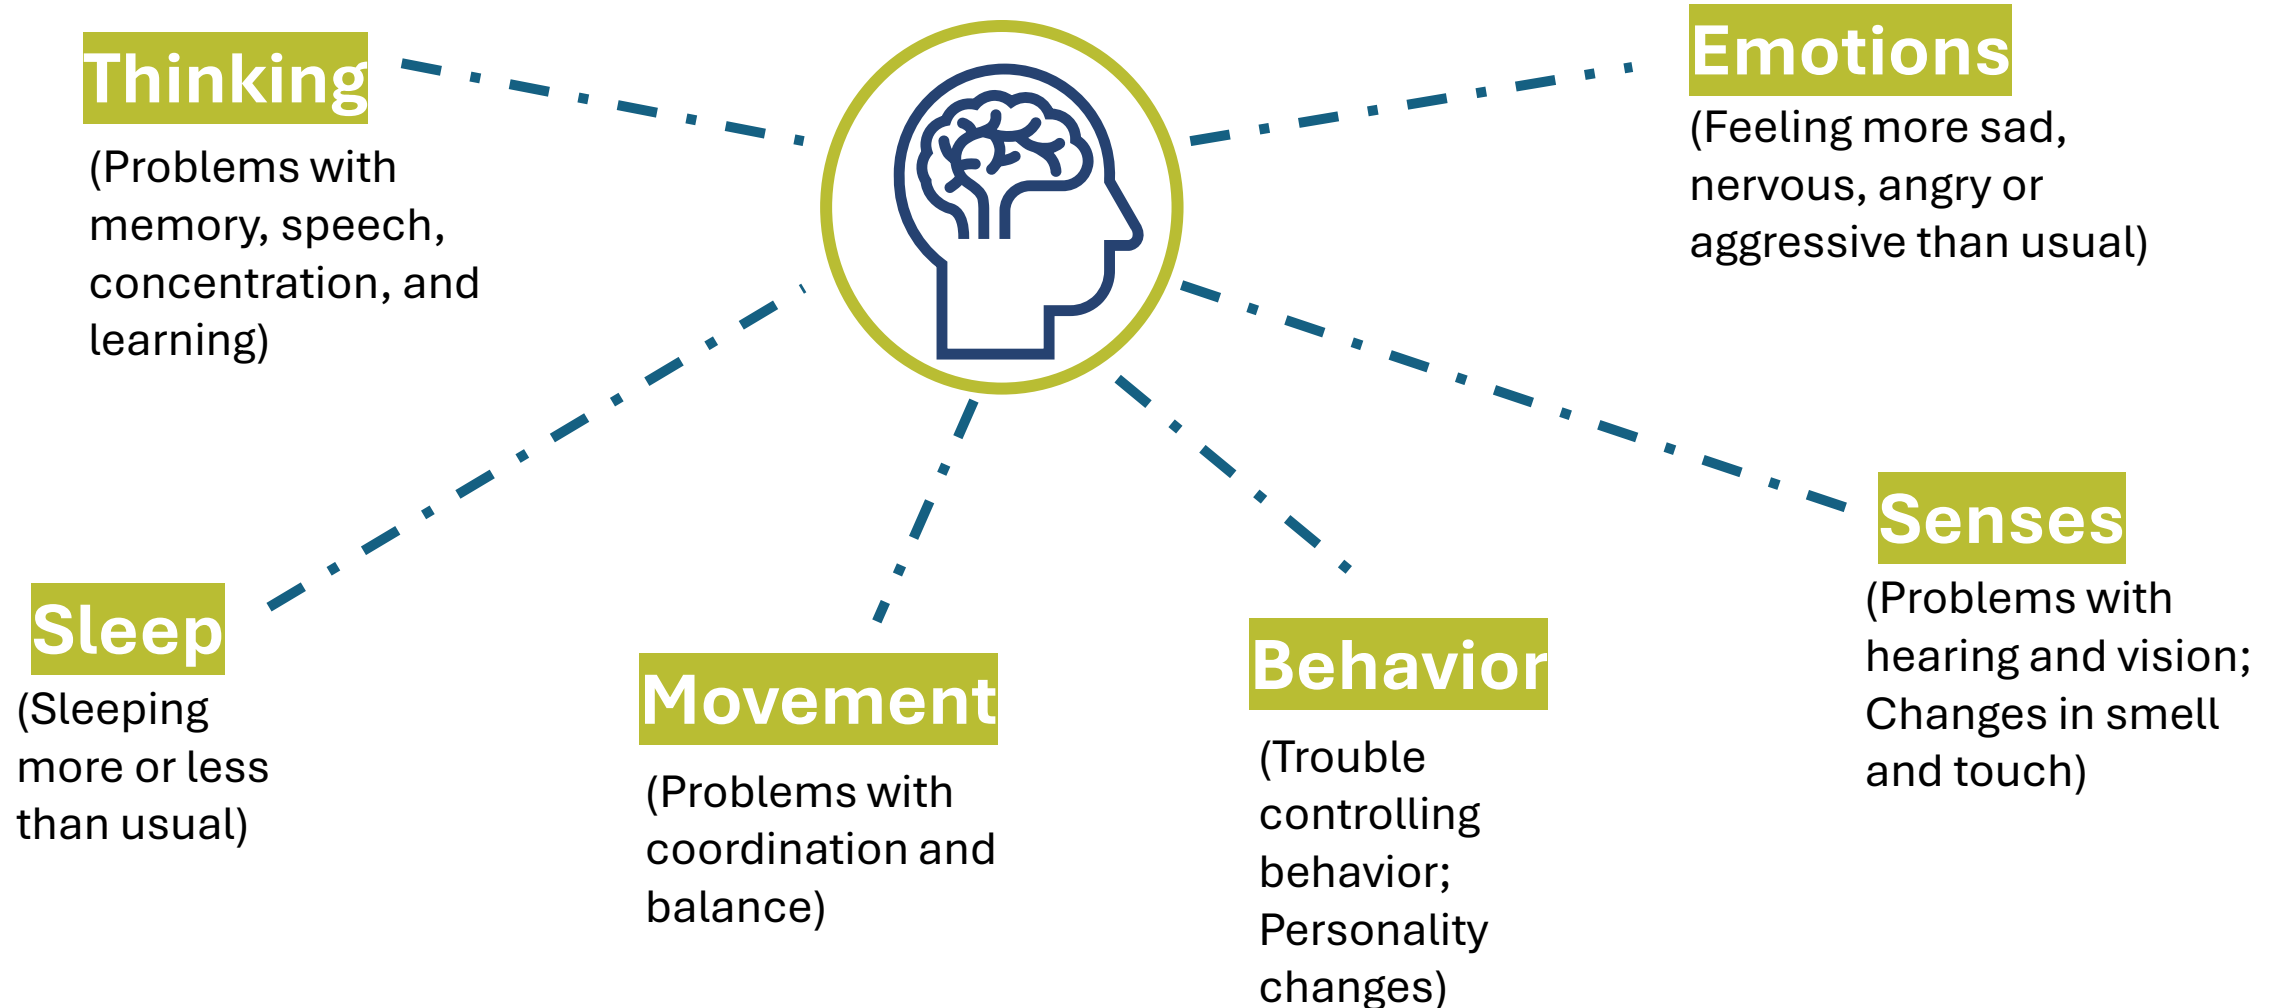 Thinking
(Problems with
memory, speech,
concentration, and
learning)
Emotions
(Feeling more sad,
nervous, angry or
aggressive than usual)
Sleep
(Sleeping
more or less
than usual)
Movement
(Problems with
coordination and
balance)
Behavior
(Trouble
controlling
behavior;
Personality
changes)
Senses
(Problems with
hearing and vision;
Changes in smell
and touch)